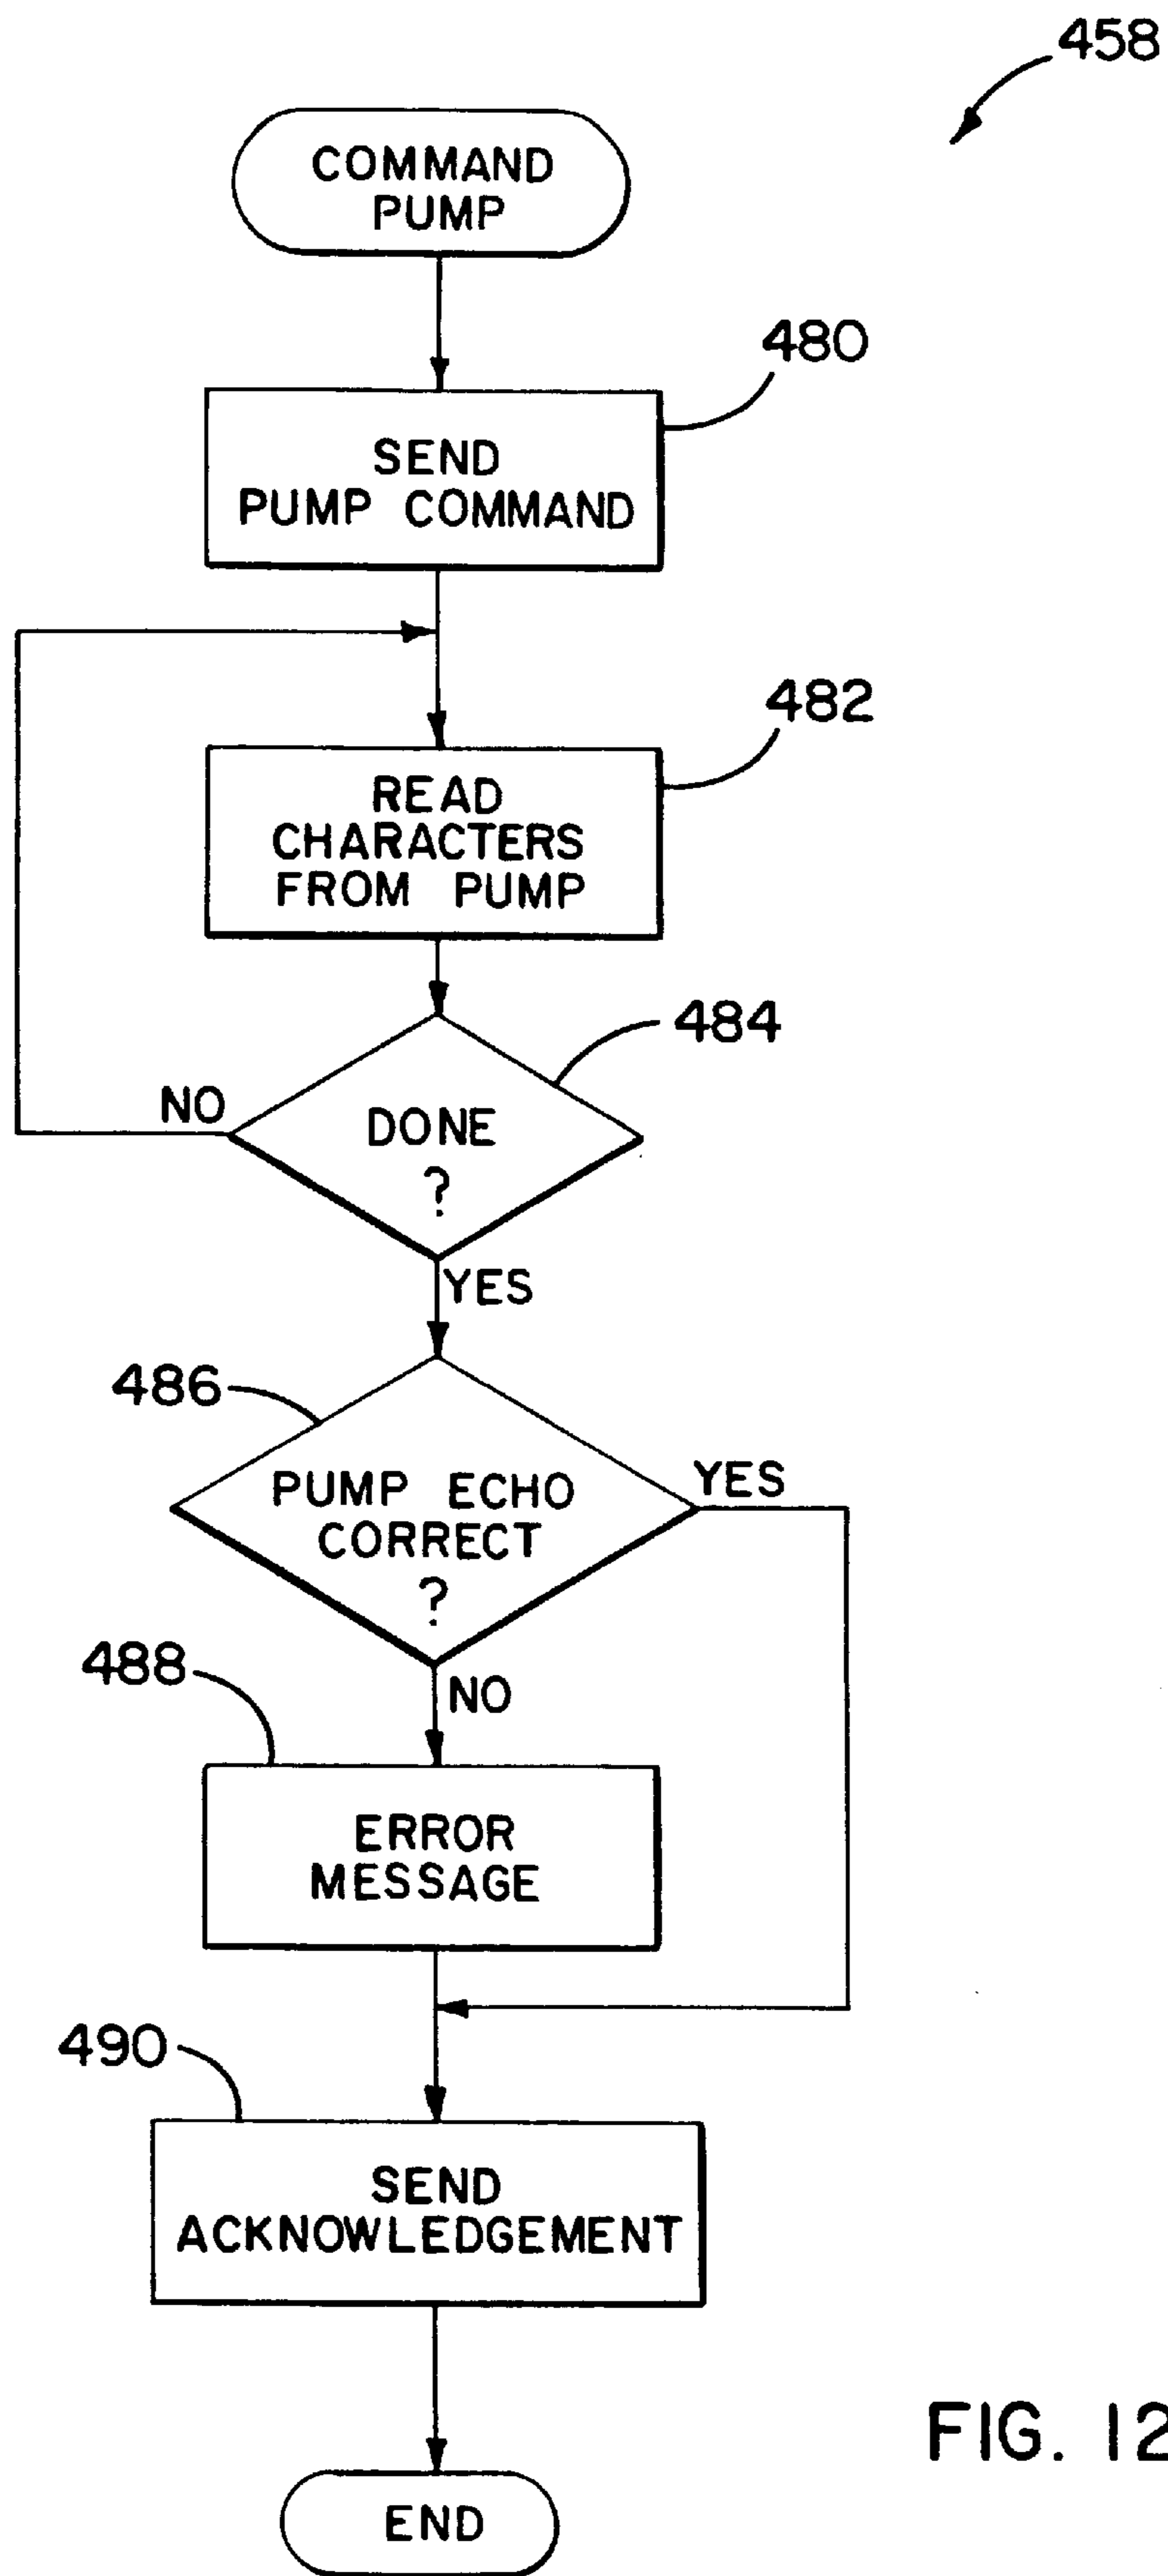 458
COMMAND
PUMP
480
SEND
PUMP COMMAND
482
READ
CHARACTERS
FROM PUMP
484
NO
DONE
?
YES
486
PUMP ECHO
CORRECT
?
YES
488
NO
ERROR
MESSAGE
490
SEND
ACKNOWLEDGEMENT
END
FIG. 12